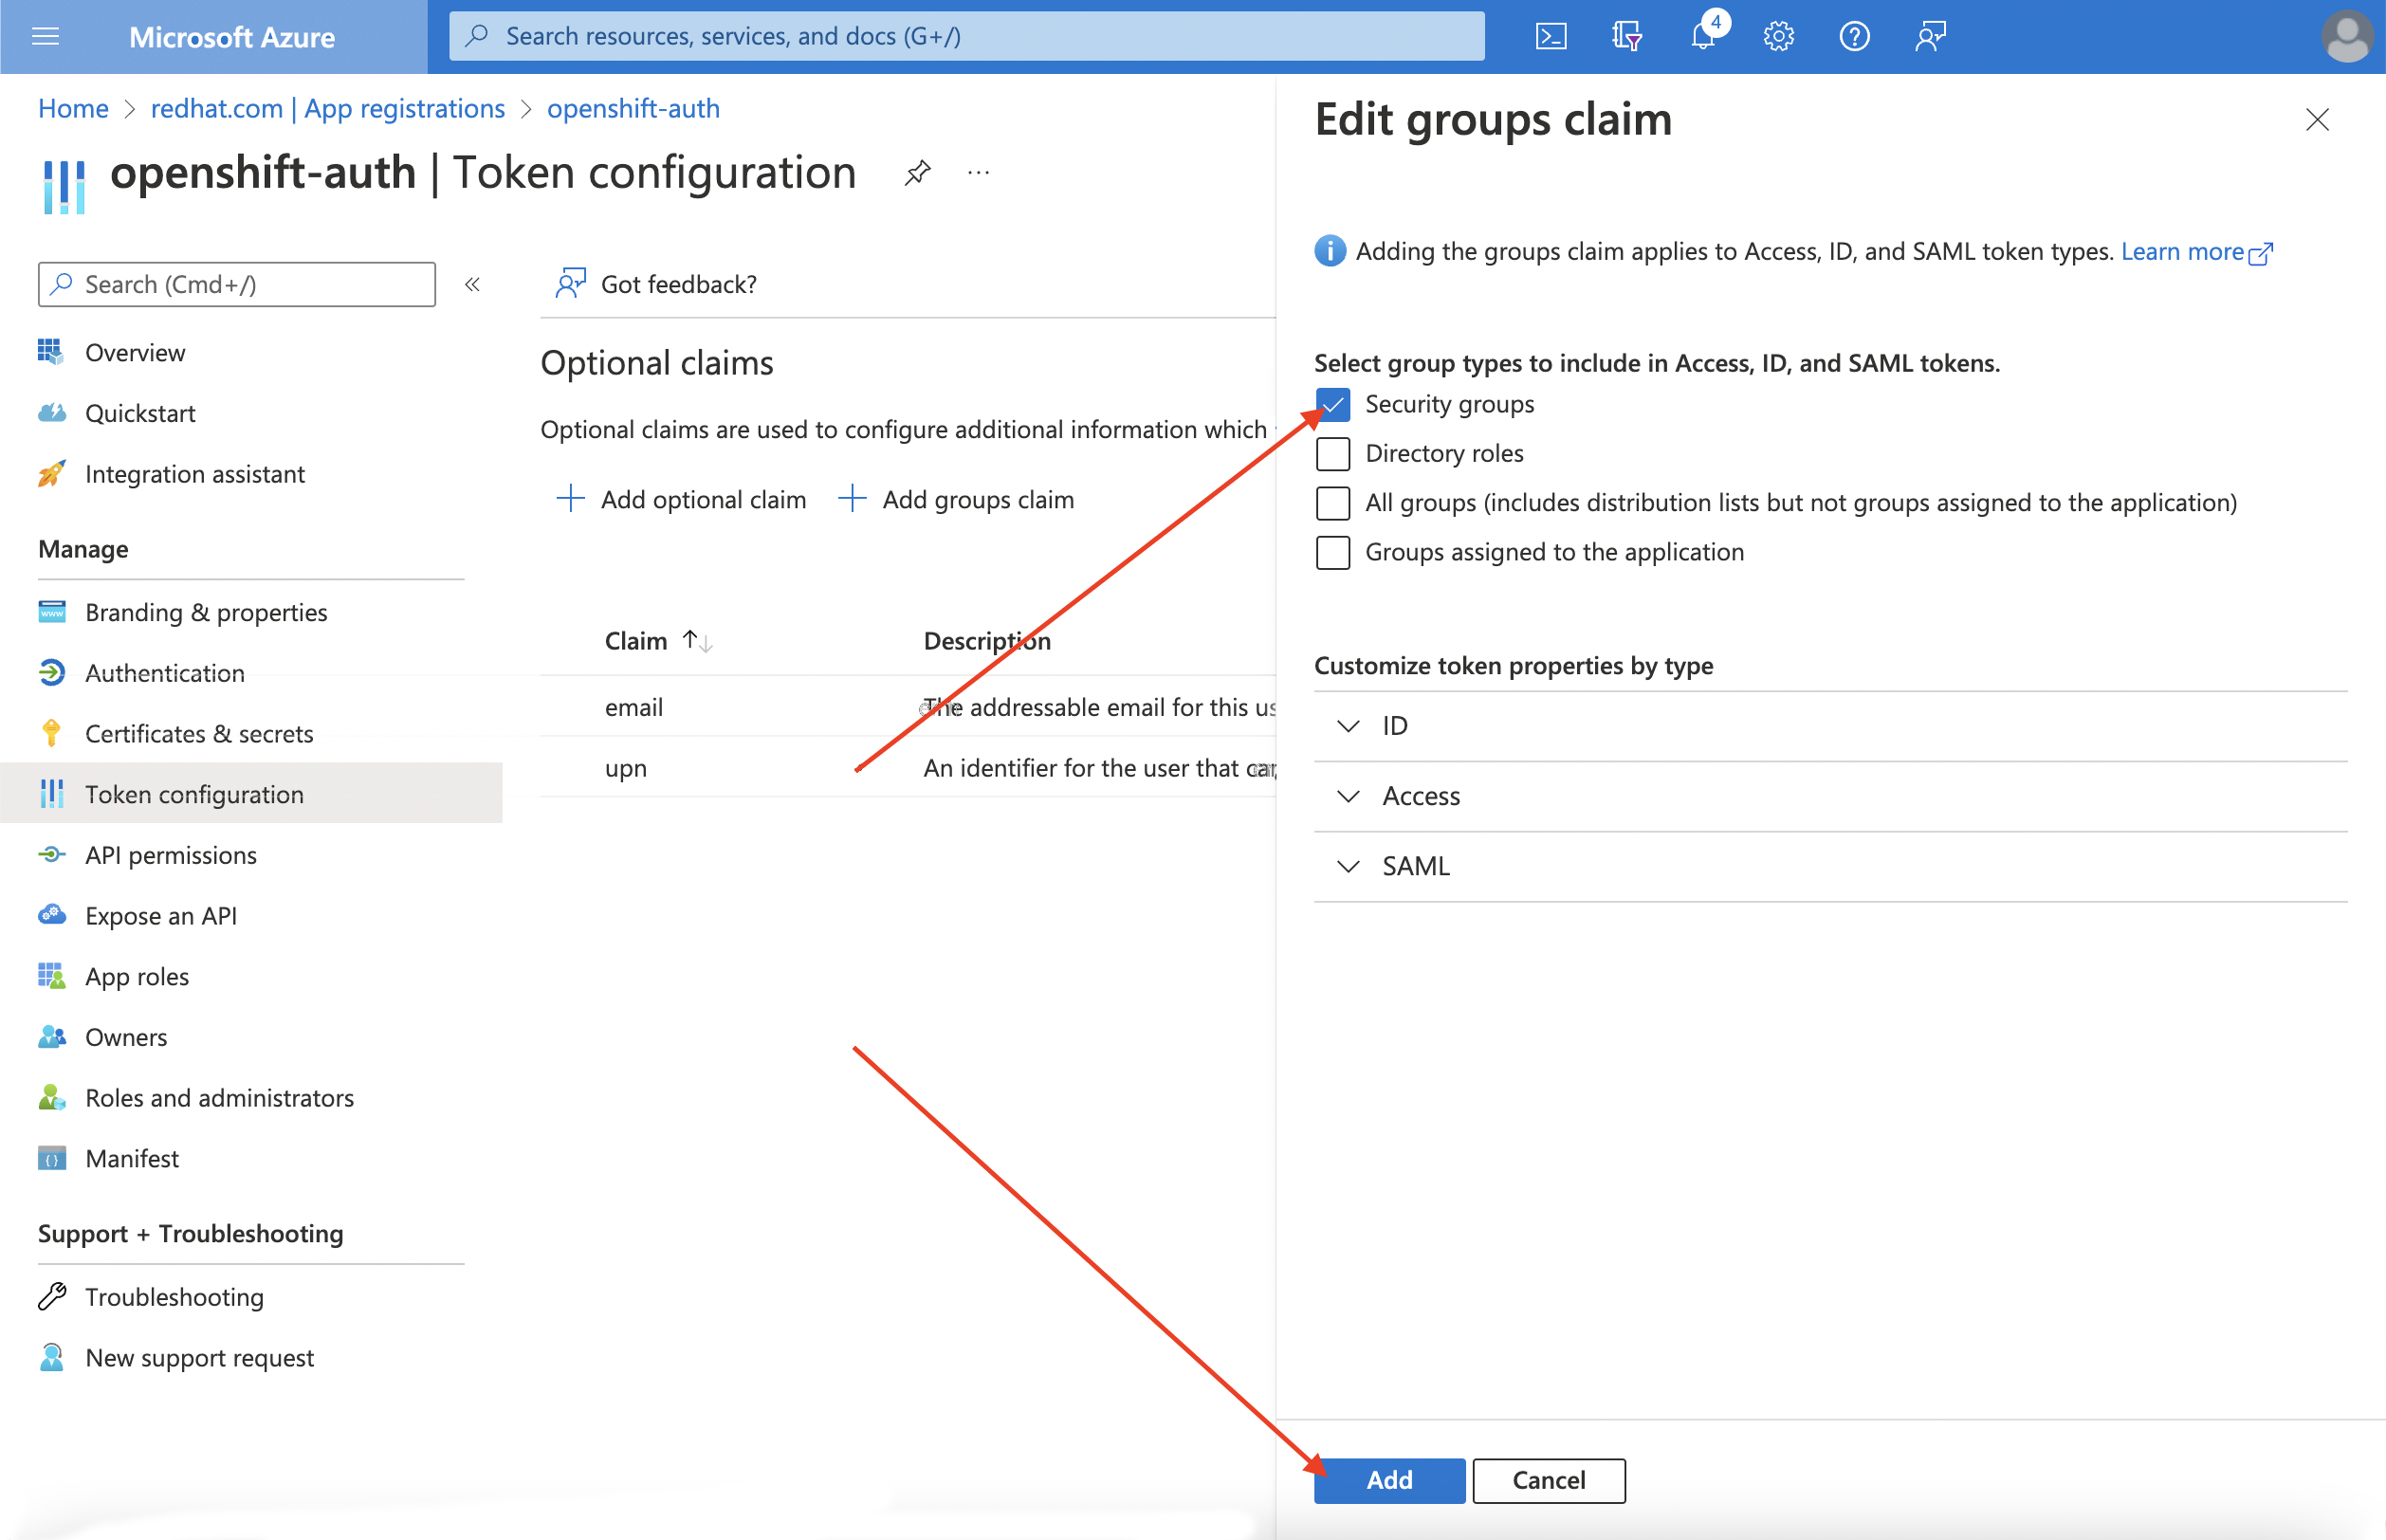 Microsoft Azure
Search resources, services, and docs (G+/)
4
Home > redhat.com | App registrations > openshift-auth
openshift-auth | Token configuration
...
Search (Cmd+/)
«
Overview
Quickstart
Integration assistant
Manage
Branding & properties
www
Authentication
Certificates & secrets
Token configuration
API permissions
Expose an API
App roles
Owners
Roles and administrators
Manifest
Support + Troubleshooting
Troubleshooting
New support request
Got feedback?
Optional claims
Optional claims are used to configure additional information which
Add optional claim
Add groups claim
Claim ↑↓ Description
email The addressable email for this us
upn An identifier for the user that can
Edit groups claim
Adding the groups claim applies to Access, ID, and SAML token types. Learn more
Select group types to include in Access, ID, and SAML tokens.
Security groups
Directory roles
All groups (includes distribution lists but not groups assigned to the application)
Groups assigned to the application
Customize token properties by type
ID
Access
SAML
Add
Cancel